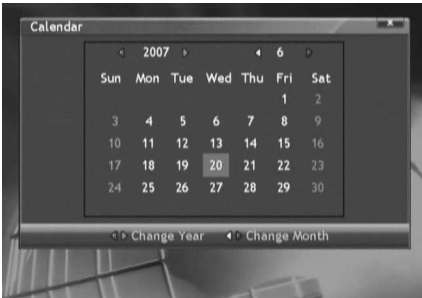 Calendar
2007 6
Sun Mon Tue Wed Thu Fri Sat
1 2
3 4 5 6 7 8 9
10 11 12 13 14 15 16
17 18 19 20 21 22 23
24 25 26 27 28 29 30
Change Year Change Month